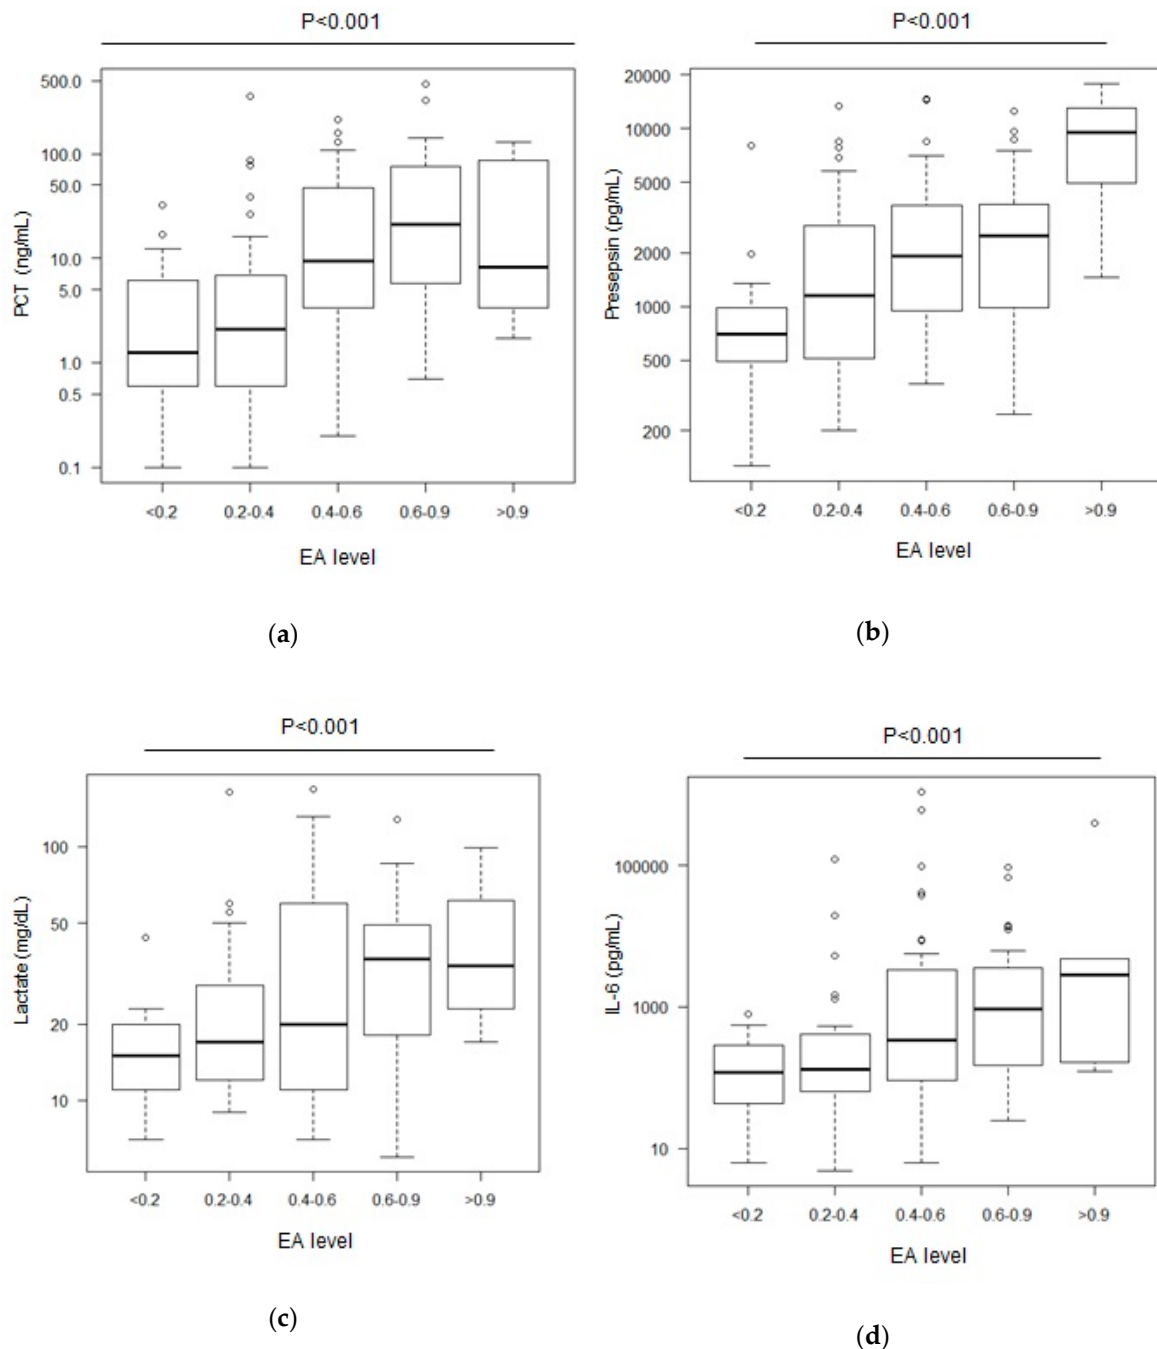 P<0.001
500.0
100.0
50.0
10.0
5.0
1.0
0.5
0.1
PCT (ng/mL)
<0.2 0.2-0.4 0.4-0.6 0.6-0.9 >0.9
EA level
(a)
P<0.001
20000
10000
5000
2000
1000
500
200
Presepsin (pg/mL)
<0.2 0.2-0.4 0.4-0.6 0.6-0.9 >0.9
EA level
(b)
P<0.001
100
50
20
10
Lactate (mg/dL)
<0.2 0.2-0.4 0.4-0.6 0.6-0.9 >0.9
EA level
(c)
P<0.001
100000
1000
10
IL-6 (pg/mL)
<0.2 0.2-0.4 0.4-0.6 0.6-0.9 >0.9
EA level
(d)